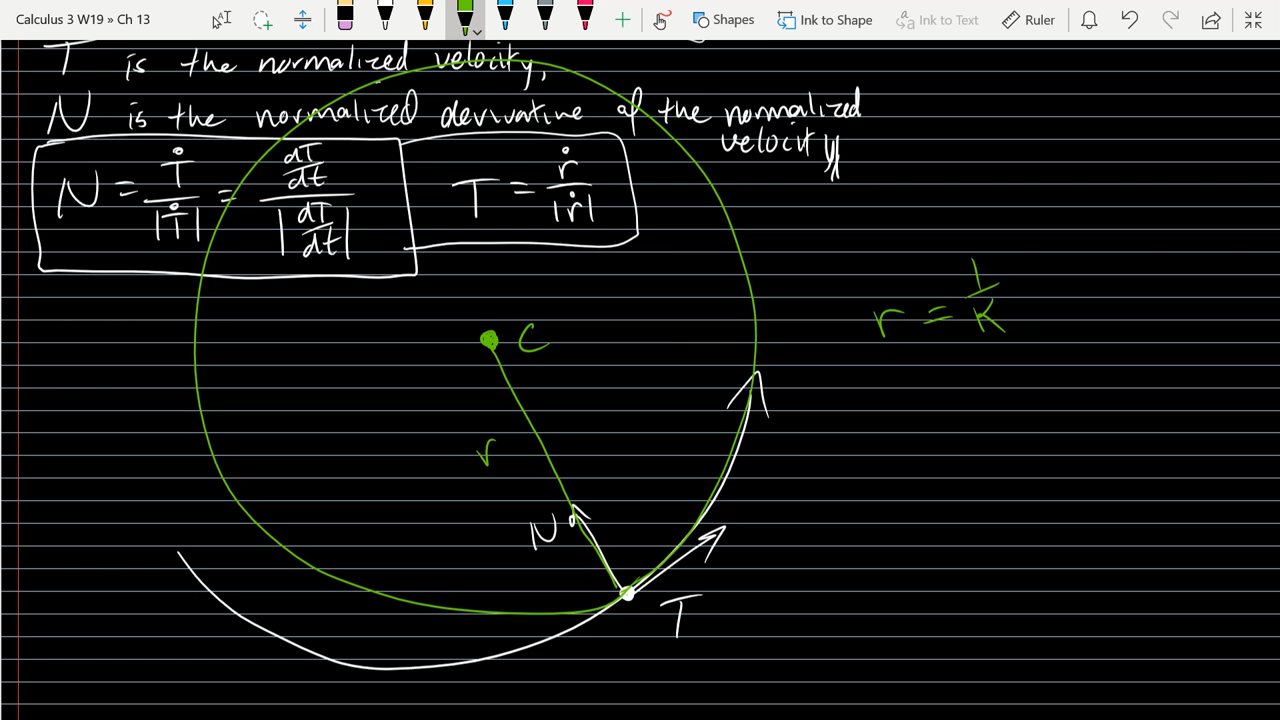 Calculus 3 W19 » Ch 13
Shapes
Ink to Shape
Ink to Text
Ruler
T is the normalized velocity,
N is the normalized derivative of the normalized
velocity
N = Ṫ/|Ṫ| = (dT/dt)/|dT/dt|
T = ṙ/|ṙ|
r = 1/K
C
r
N
T